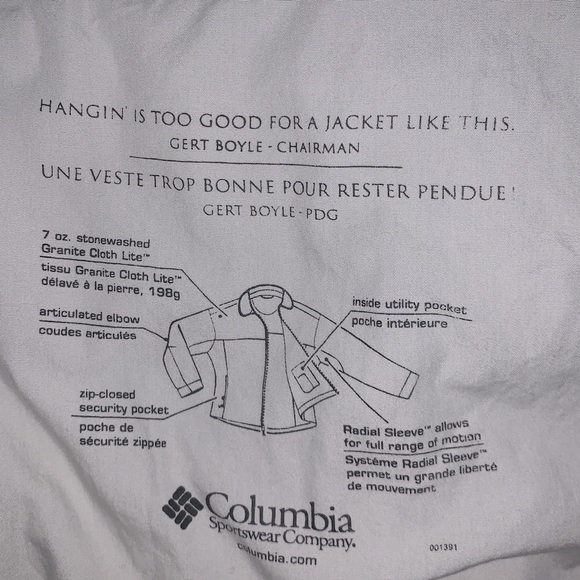 HANGIN' IS TOO GOOD FOR A JACKET LIKE THIS.
GERT BOYLE - CHAIRMAN
UNE VESTE TROP BONNE POUR RESTER PENDUE!
GERT BOYLE-PDG
7 oz. stonewashed
Granite Cloth Lite™
tissu Granite Cloth Lite™
délavé à la pierre, 198g
articulated elbow
coudes articulés
zip-closed
security pocket
poche de
sécurité zippée
inside utility pocket
poche intérieure
Radial Sleeve™ allows
for full range of motion
Système Radial Sleeve™
permet un grande liberté
de mouvement
Columbia
Sportswear Company.
columbia.com
001391